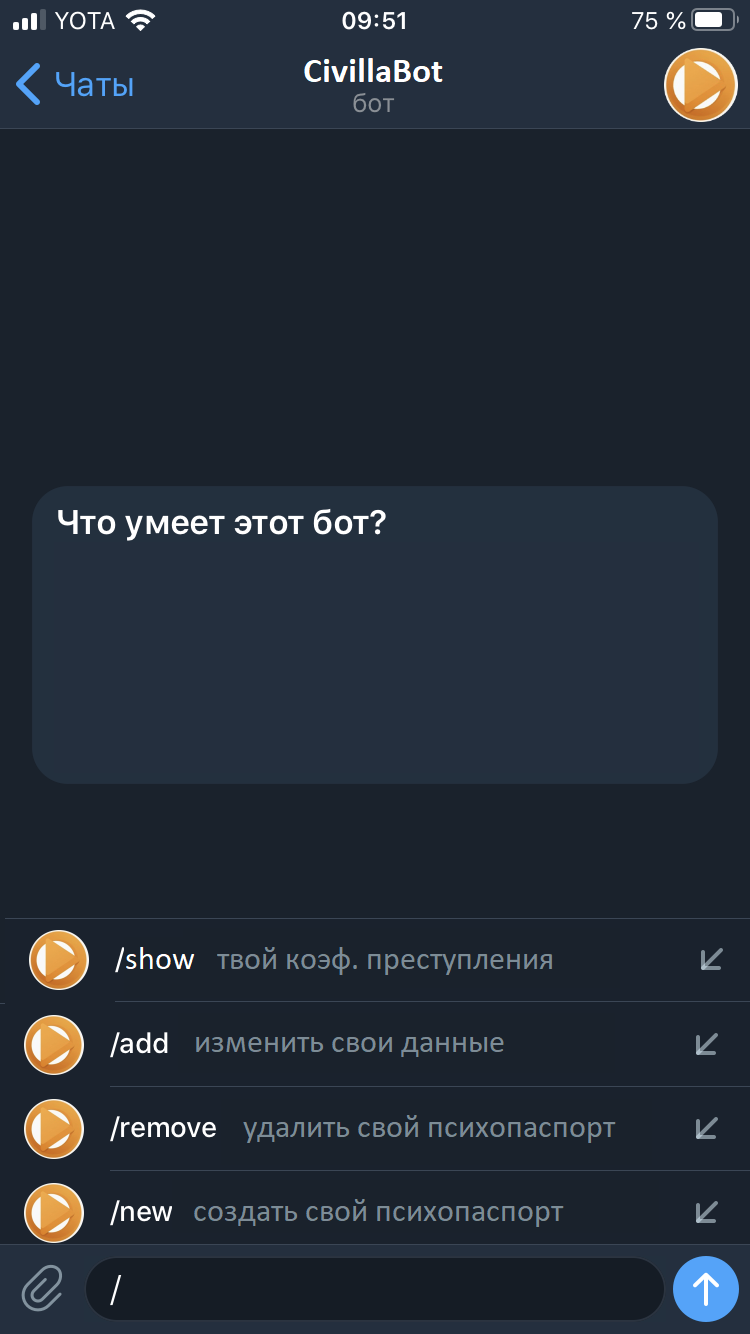 YOTA 09:51 75 %
Чаты
CivillaBot
бот
Что умеет этот бот?
/show твой коэф. преступления
/add изменить свои данные
/remove удалить свой психопаспорт
/new создать свой психопаспорт
/